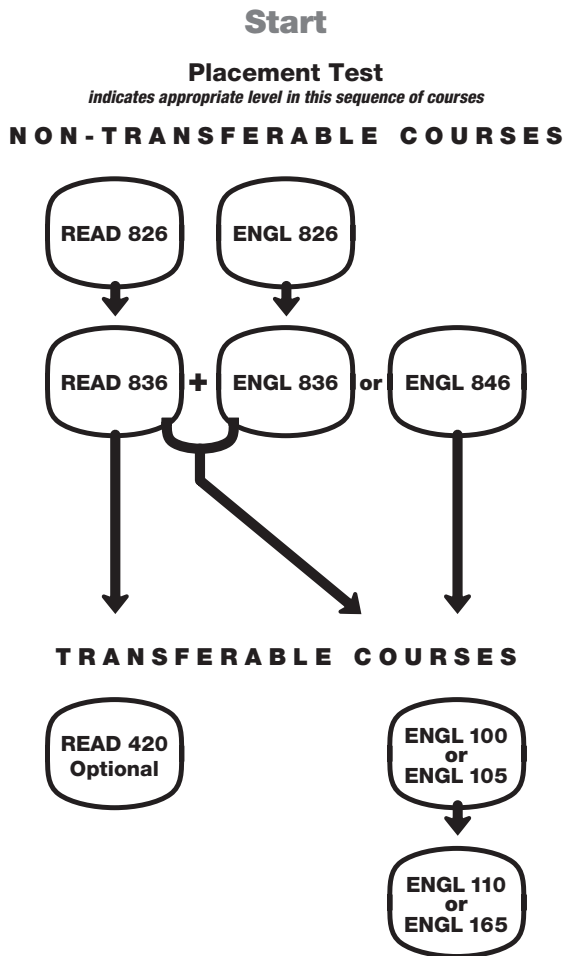 Start
Placement Test
indicates appropriate level in this sequence of courses
NON-TRANSFERABLE COURSES
READ 826
ENGL 826
READ 836
+
ENGL 836
or
ENGL 846
TRANSFERABLE COURSES
READ 420
Optional
ENGL 100
or
ENGL 105
ENGL 110
or
ENGL 165